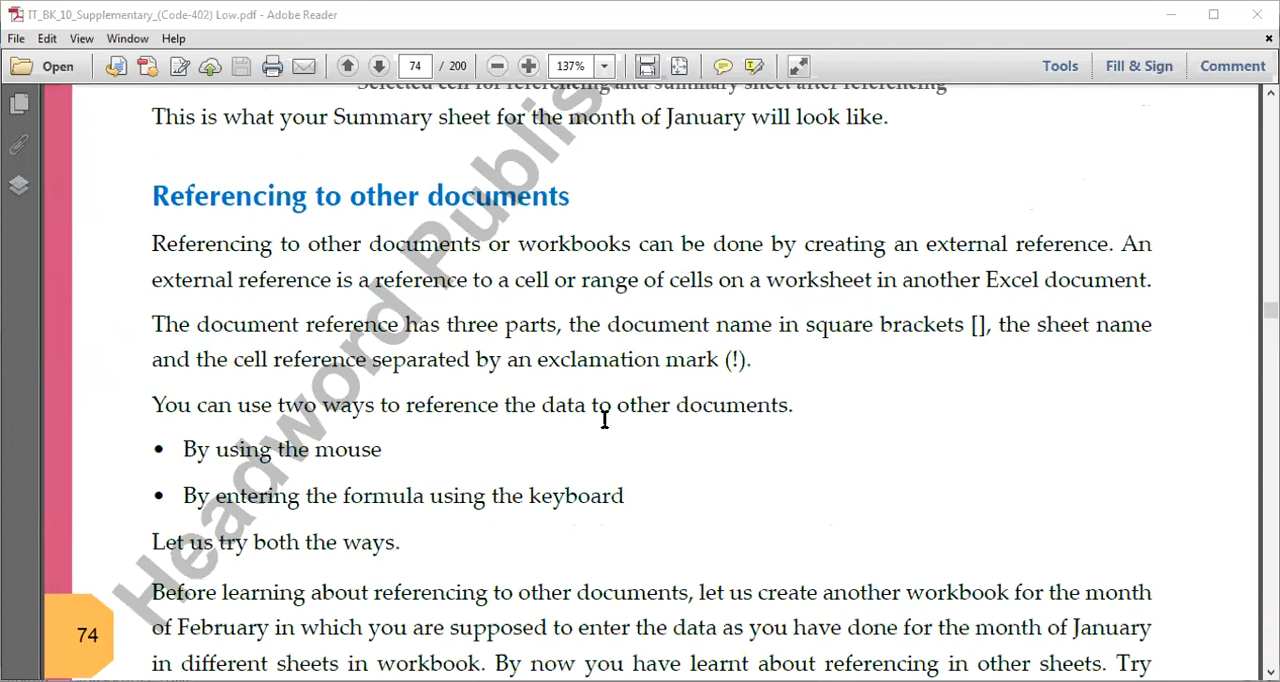 IT_BK_10_Supplementary_(Code-402) Low.pdf - Adobe Reader
File Edit View Window Help
Open 74 / 200 137% Tools Fill & Sign Comment
Selected cell for referencing and summary sheet after referencing
This is what your Summary sheet for the month of January will look like.
Referencing to other documents
Referencing to other documents or workbooks can be done by creating an external reference. An
external reference is a reference to a cell or range of cells on a worksheet in another Excel document.
The document reference has three parts, the document name in square brackets [], the sheet name
and the cell reference separated by an exclamation mark (!).
You can use two ways to reference the data to other documents.
• By using the mouse
• By entering the formula using the keyboard
Let us try both the ways.
Before learning about referencing to other documents, let us create another workbook for the month
of February in which you are supposed to enter the data as you have done for the month of January
in different sheets in workbook. By now you have learnt about referencing in other sheets. Try
74
Headword Publis